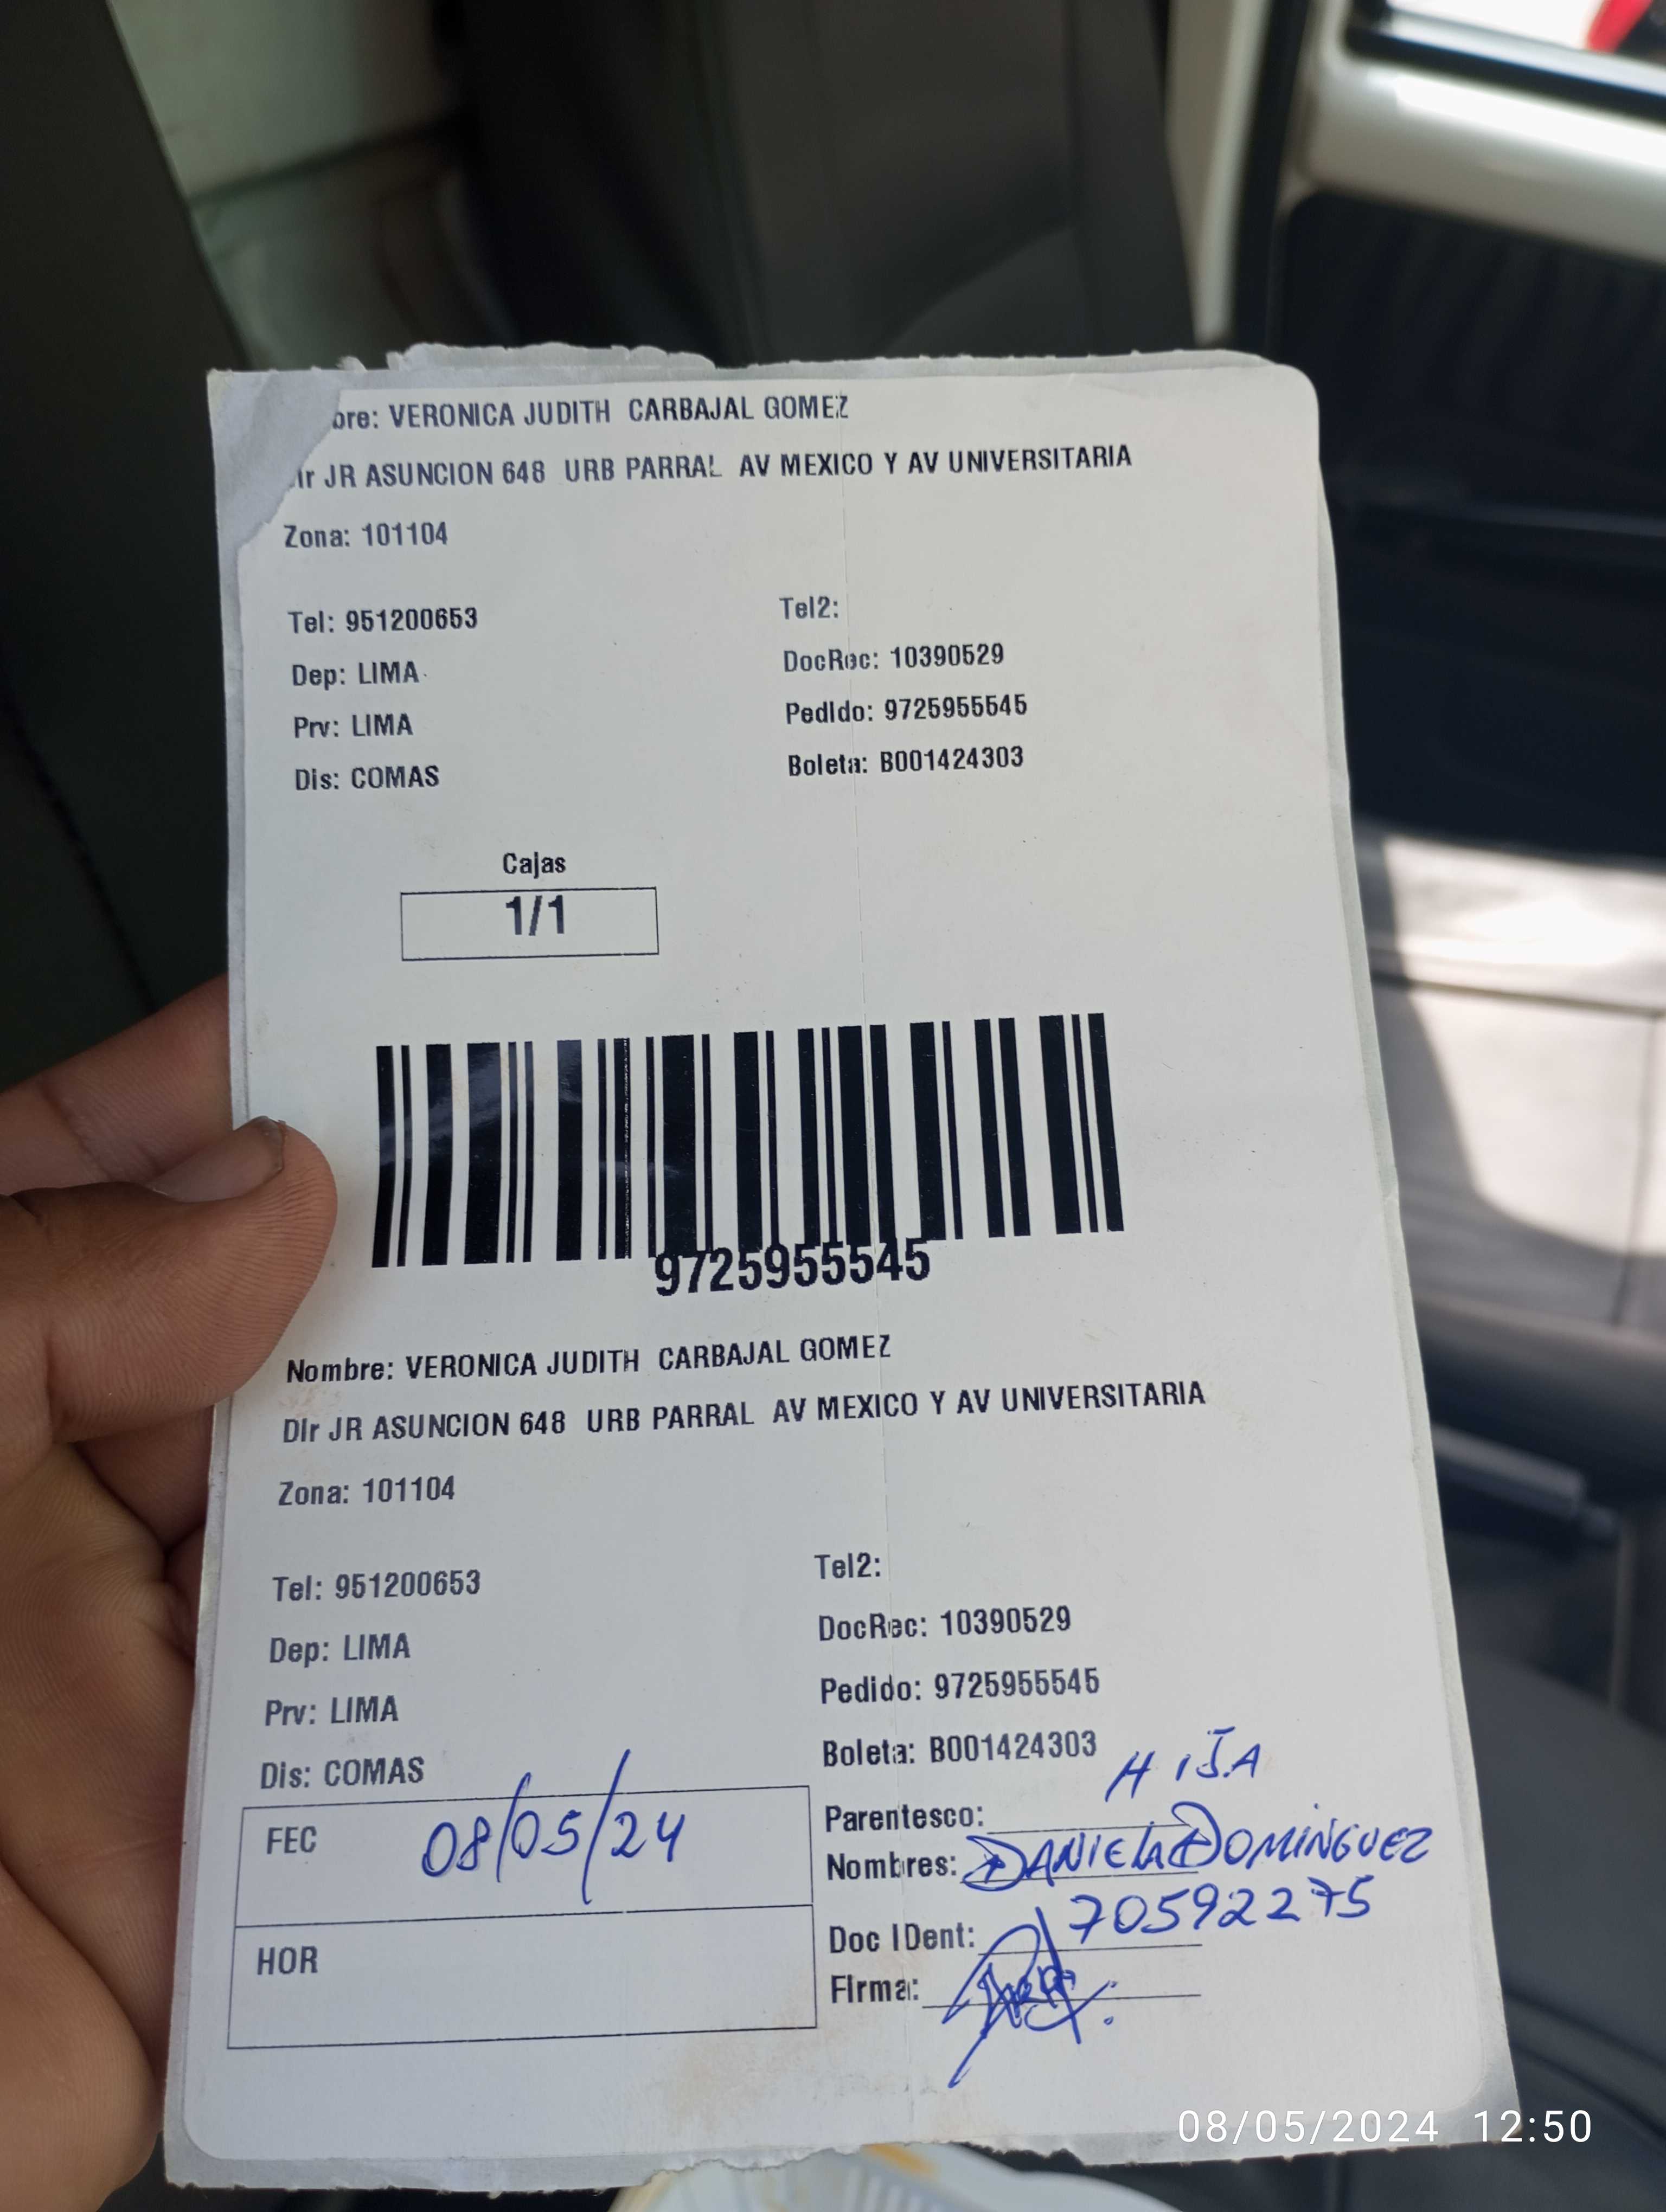 bre: VERONICA JUDITH CARBAJAL GOMEZ
Dir JR ASUNCION 648 URB PARRAL AV MEXICO Y AV UNIVERSITARIA
Zona: 101104
Tel: 951200653
Tel2:
Dep: LIMA
DocRec: 10390529
Prv: LIMA
Pedido: 9725955545
Dis: COMAS
Boleta: B001424303
Cajas
1/1
9725955545
Nombre: VERONICA JUDITH CARBAJAL GOMEZ
Dir JR ASUNCION 648 URB PARRAL AV MEXICO Y AV UNIVERSITARIA
Zona: 101104
Tel: 951200653
Tel2:
Dep: LIMA
DocRec: 10390529
Prv: LIMA
Pedido: 9725955545
Dis: COMAS
Boleta: B001424303
FEC 08/05/24
HOR
Parentesco: HIJA
Nombres: DANIELA DOMINGUEZ
Doc IDent: 70592275
Firma:
08/05/2024 12:50